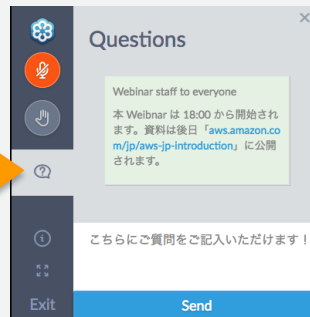 Questions
Webinar staff to everyone
本 Weibnar は 18:00 から開始され
ます。資料は後日「aws.amazon.co
m/jp/aws-jp-introduction」に公開
されます。
こちらにご質問をご記入いただけます！
Exit
Send